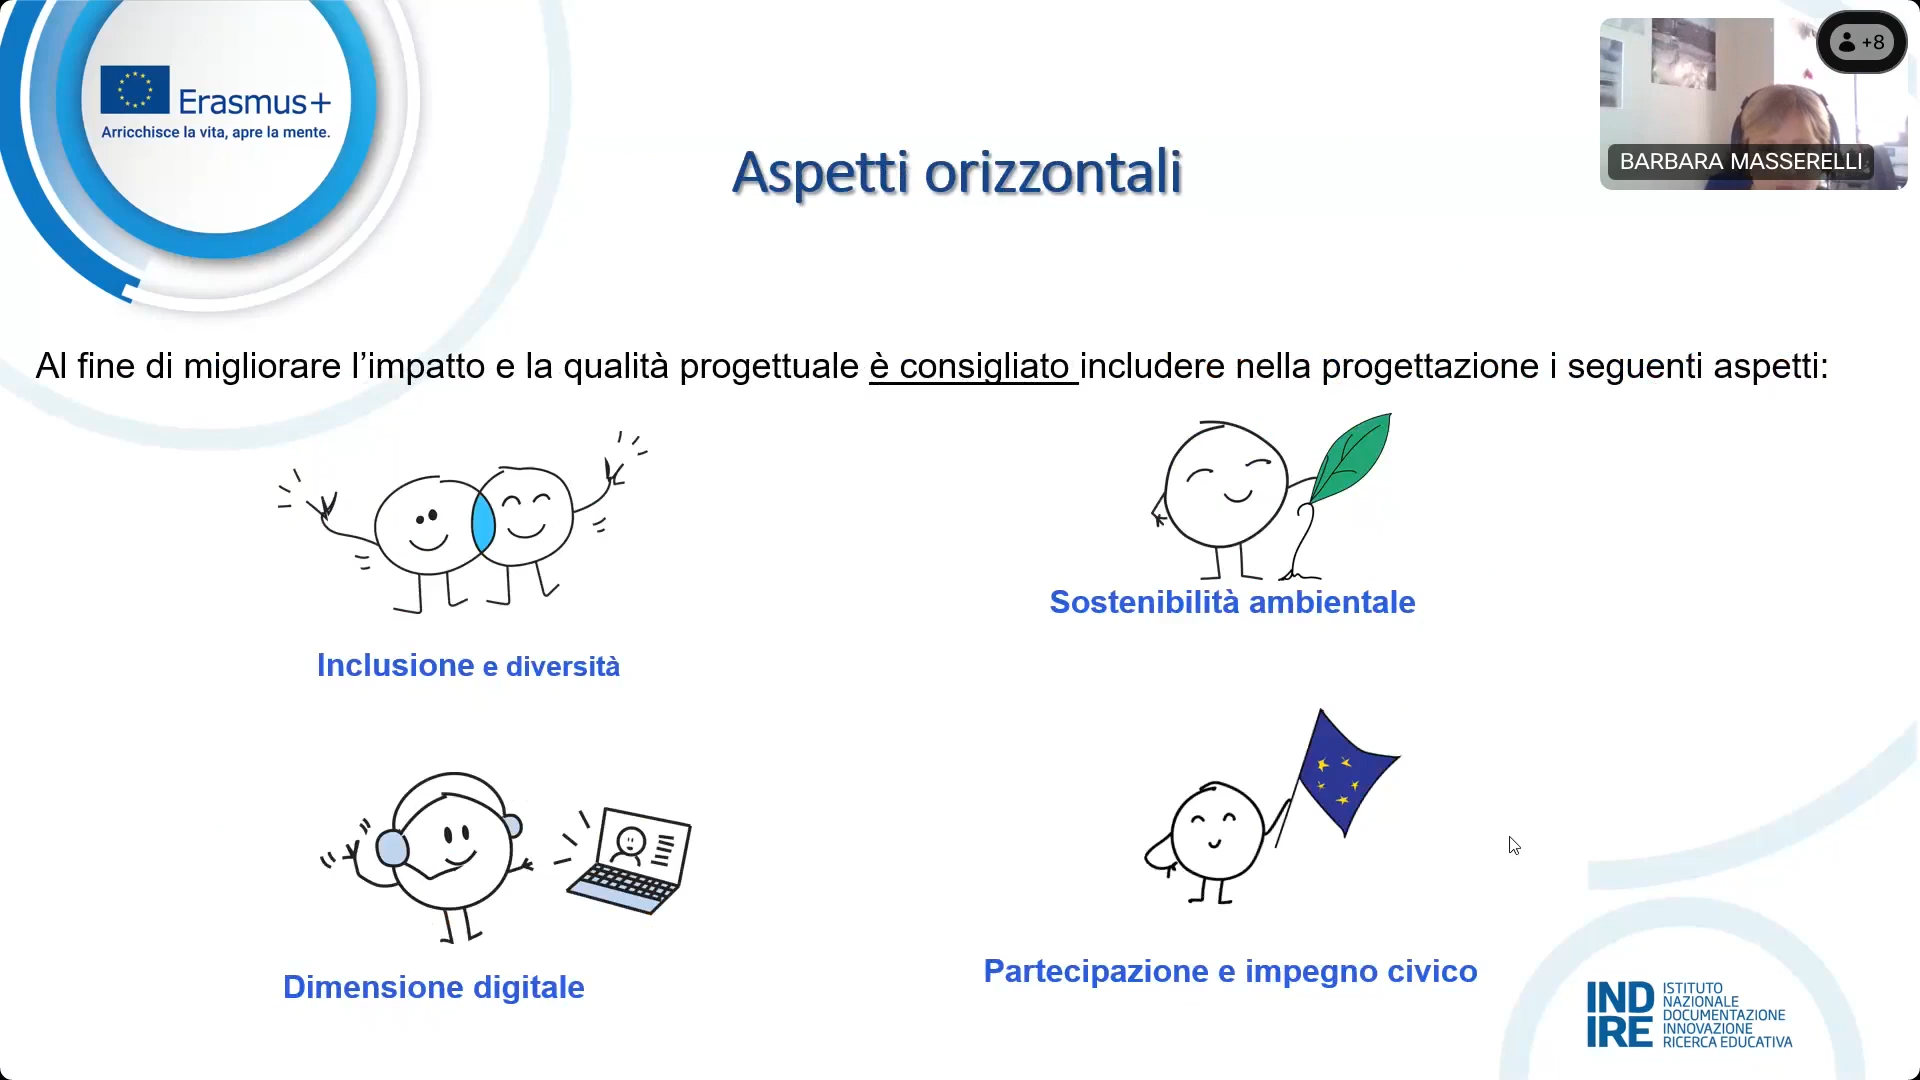 Erasmus+
Arricchisce la vita, apre la mente.
+8
BARBARA MASSERELLI
Aspetti orizzontali
Al fine di migliorare l’impatto e la qualità progettuale è consigliato includere nella progettazione i seguenti aspetti:
Sostenibilità ambientale
Inclusione e diversità
Partecipazione e impegno civico
Dimensione digitale
IND
IRE
ISTITUTO
NAZIONALE
DOCUMENTAZIONE
INNOVAZIONE
RICERCA EDUCATIVA